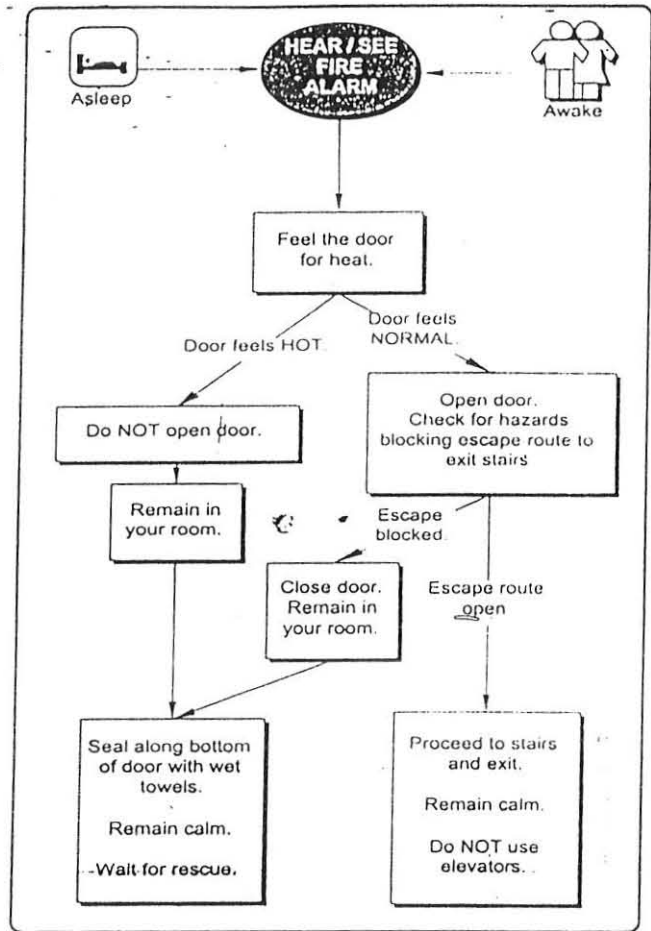 HEAR / SEE
FIRE
ALARM
Asleep
Awake
Feel the door
for heat.
Door feels HOT.
Door feels
NORMAL.
Do NOT open door.
Open door.
Check for hazards
blocking escape route to
exit stairs
Remain in
your room.
Escape
blocked.
Close door.
Remain in
your room.
Escape route
open
Seal along bottom
of door with wet
towels.
Remain calm.
Wait for rescue.
Proceed to stairs
and exit.
Remain calm.
Do NOT use
elevators.